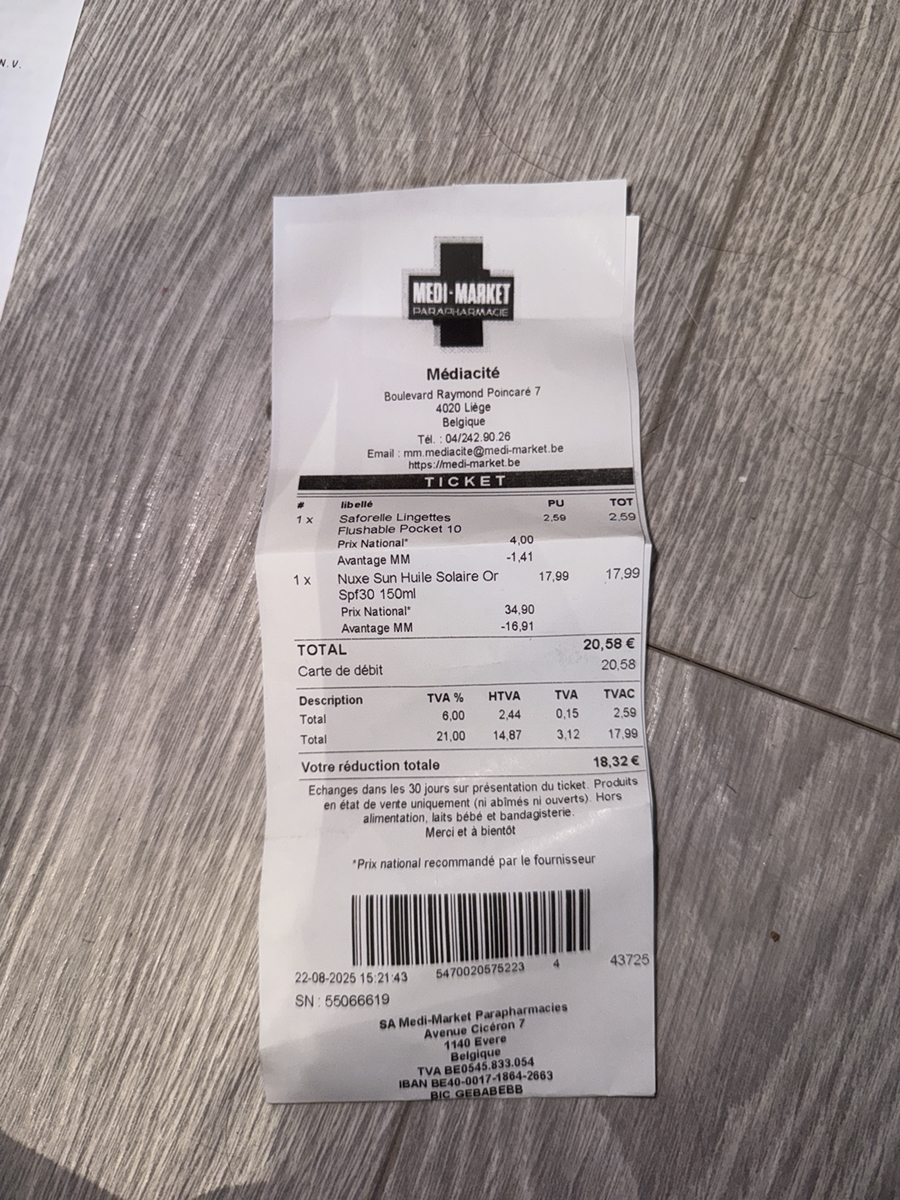 N.V.
MEDI-MARKET
PARAPHARMACIE
Médiacité
Boulevard Raymond Poincaré 7
4020 Liège
Belgique
Tél. : 04/242.90.26
Email : mm.mediacite@medi-market.be
https://medi-market.be
TICKET
# libellé PU TOT
1 x Saforelle Lingettes 2,59 2,59
Flushable Pocket 10
Prix National* 4,00
Avantage MM -1,41
1 x Nuxe Sun Huile Solaire Or 17,99 17,99
Spf30 150ml
Prix National* 34,90
Avantage MM -16,91
TOTAL 20,58 €
Carte de débit 20,58
Description TVA % HTVA TVA TVAC
Total 6,00 2,44 0,15 2,59
Total 21,00 14,87 3,12 17,99
Votre réduction totale 18,32 €
Echanges dans les 30 jours sur présentation du ticket. Produits
en état de vente uniquement (ni abîmés ni ouverts). Hors
alimentation, laits bébé et bandagisterie.
Merci et à bientôt
*Prix national recommandé par le fournisseur
22-08-2025 15:21:43 5470020575223 4 43725
SN : 55066619
SA Medi-Market Parapharmacies
Avenue Cicéron 7
1140 Evere
Belgique
TVA BE0545.833.054
IBAN BE40-0017-1864-2663
BIC GEBABEBB